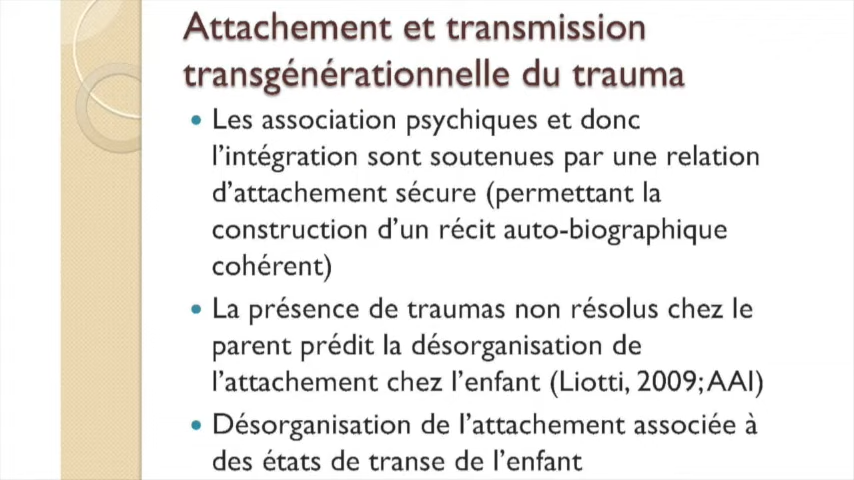 Attachement et transmission
transgénérationnelle du trauma
• Les association psychiques et donc
l'intégration sont soutenues par une relation
d'attachement sécure (permettant la
construction d'un récit auto-biographique
cohérent)
• La présence de traumas non résolus chez le
parent prédit la désorganisation de
l'attachement chez l'enfant (Liotti, 2009; AAI)
• Désorganisation de l'attachement associée à
des états de transe de l'enfant